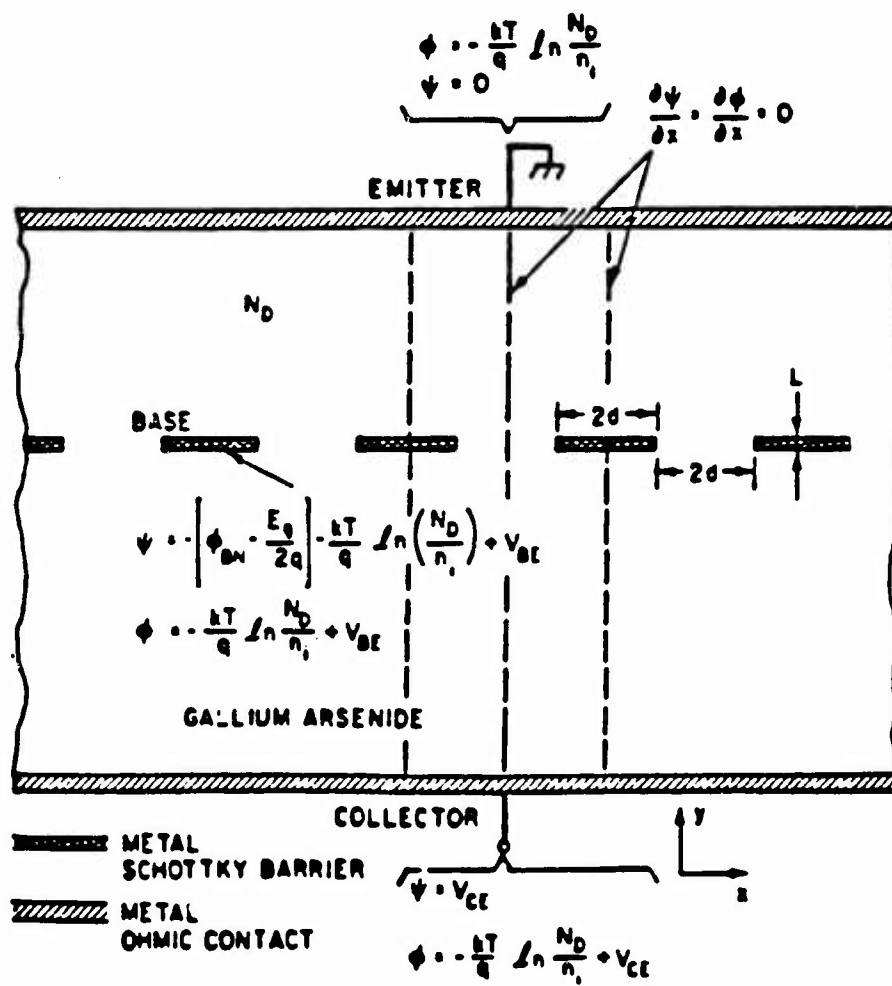 ϕ = - kT/q ln N_D/n_i
ψ = 0
∂ψ/∂x = ∂ϕ/∂x = 0
EMITTER
N_D
L
BASE
2d
2d
ψ = -[ϕ_BN - E_g/2q] - kT/q ln(N_D/n_i) + V_BE
ϕ = - kT/q ln N_D/n_i + V_BE
GALLIUM ARSENIDE
COLLECTOR
y
x
METAL
SCHOTTKY BARRIER
ψ = V_CE
METAL
OHMIC CONTACT
ϕ = - kT/q ln N_D/n_i + V_CE